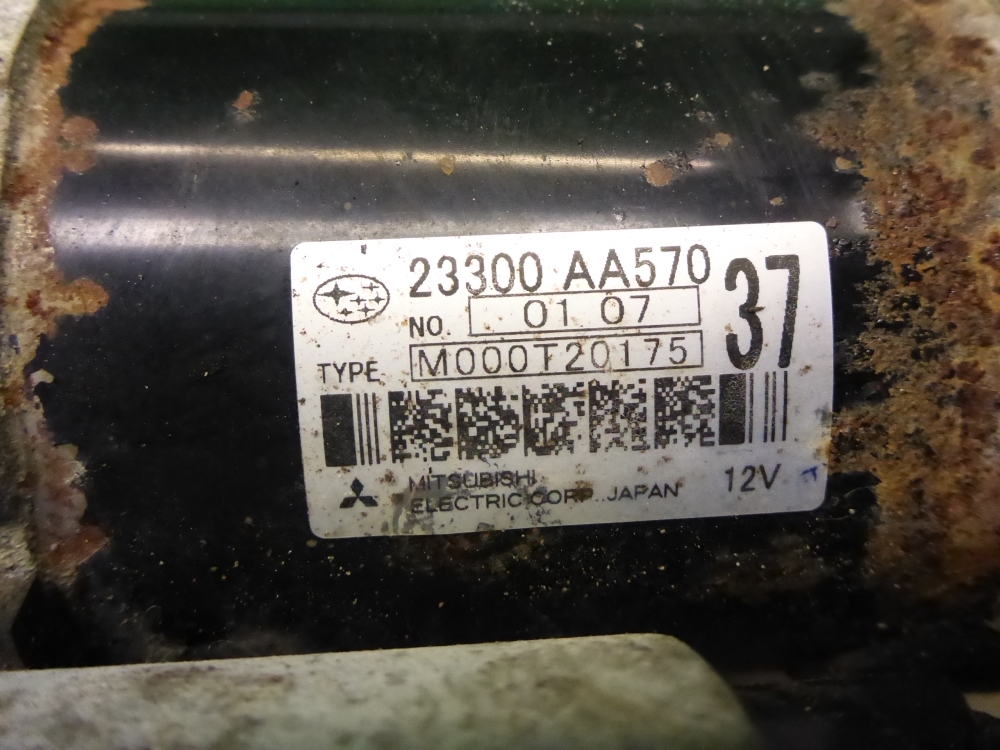 23300 AA570
37
NO. 01 07
TYPE M000T20175
MITSUBISHI
ELECTRIC CORP. JAPAN
12V